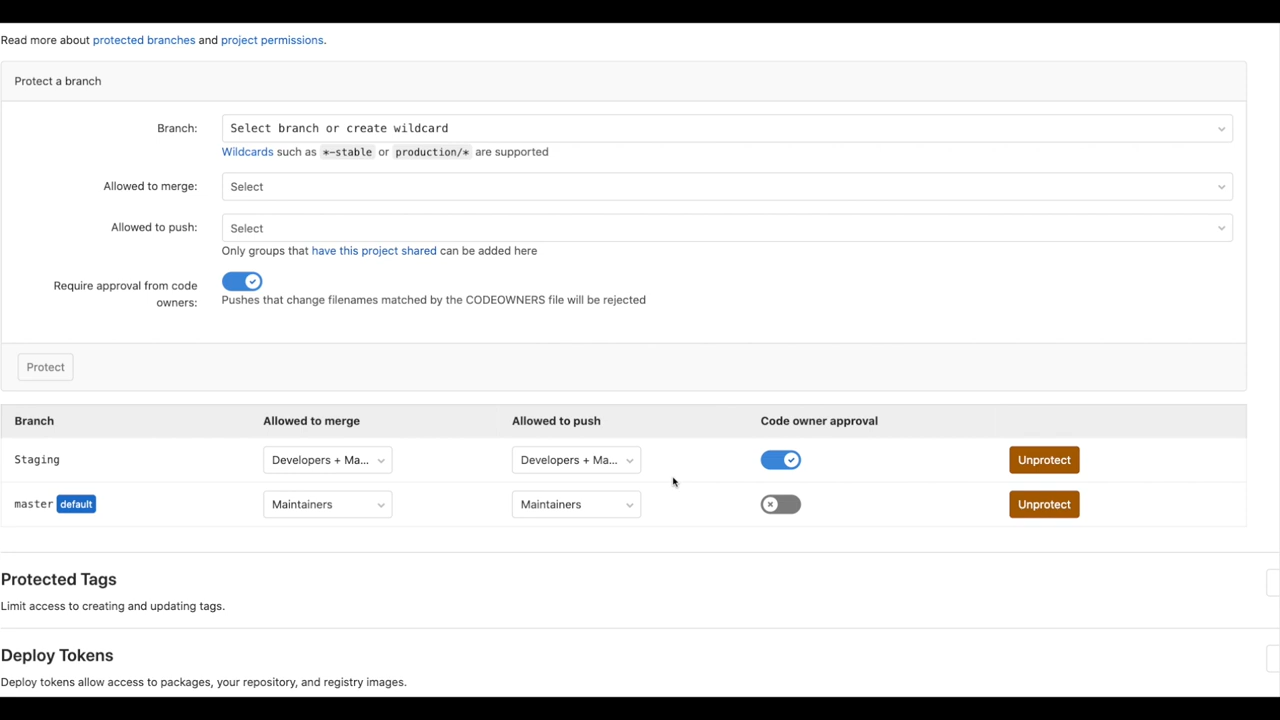 Read more about protected branches and project permissions.
Protect a branch
Branch:
Select branch or create wildcard
Wildcards such as *-stable or production/* are supported
Allowed to merge:
Select
Allowed to push:
Select
Only groups that have this project shared can be added here
Require approval from code
owners:
Pushes that change filenames matched by the CODEOWNERS file will be rejected
Protect
Branch Allowed to merge Allowed to push Code owner approval
Staging Developers + Ma... Developers + Ma... Unprotect
master default Maintainers Maintainers Unprotect
Protected Tags
Limit access to creating and updating tags.
Deploy Tokens
Deploy tokens allow access to packages, your repository, and registry images.